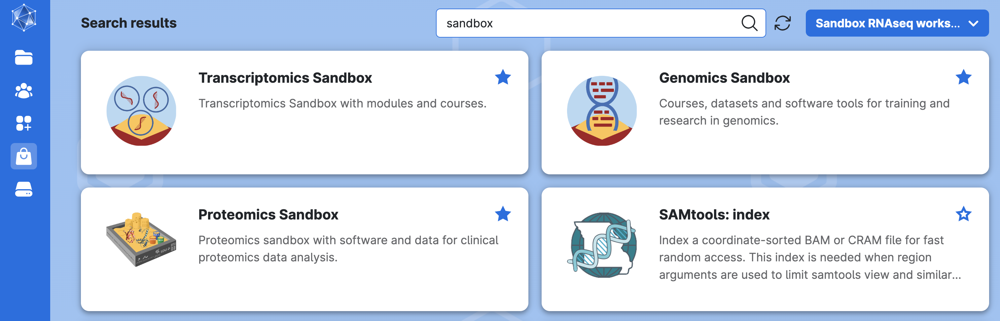 Search results
sandbox
Sandbox RNAseq works...
Transcriptomics Sandbox
Transcriptomics Sandbox with modules and courses.
Genomics Sandbox
Courses, datasets and software tools for training and
research in genomics.
Proteomics Sandbox
Proteomics sandbox with software and data for clinical
proteomics data analysis.
SDU
DTU
SAMtools: index
Index a coordinate-sorted BAM or CRAM file for fast
random access. This index is needed when region
arguments are used to limit samtools view and similar...